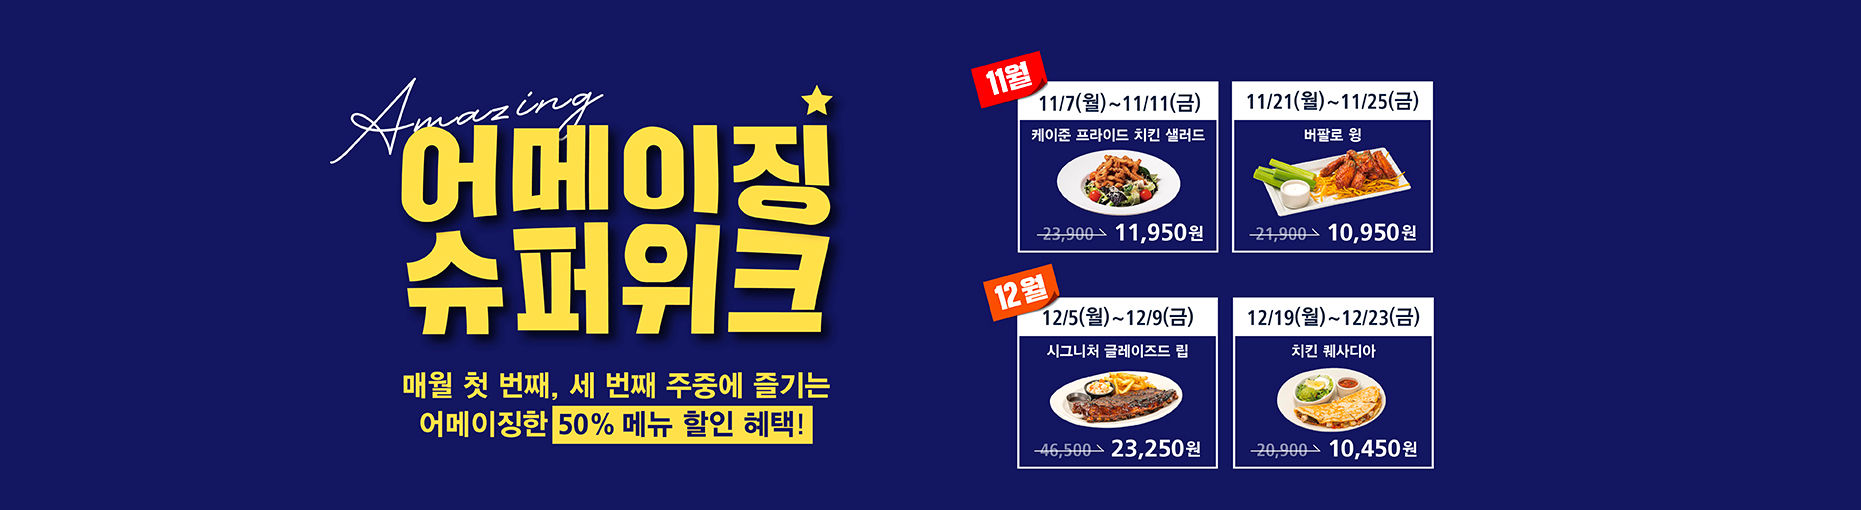 Amazing
어메이징
슈퍼위크
매월 첫 번째, 세 번째 주중에 즐기는
어메이징한 50% 메뉴 할인 혜택!
11월
11/7(월)~11/11(금)
케이준 프라이드 치킨 샐러드
23,900 11,950원
11/21(월)~11/25(금)
버팔로 윙
21,900 10,950원
12월
12/5(월)~12/9(금)
시그니처 글레이즈드 립
46,500 23,250원
12/19(월)~12/23(금)
치킨 퀘사디아
20,900 10,450원